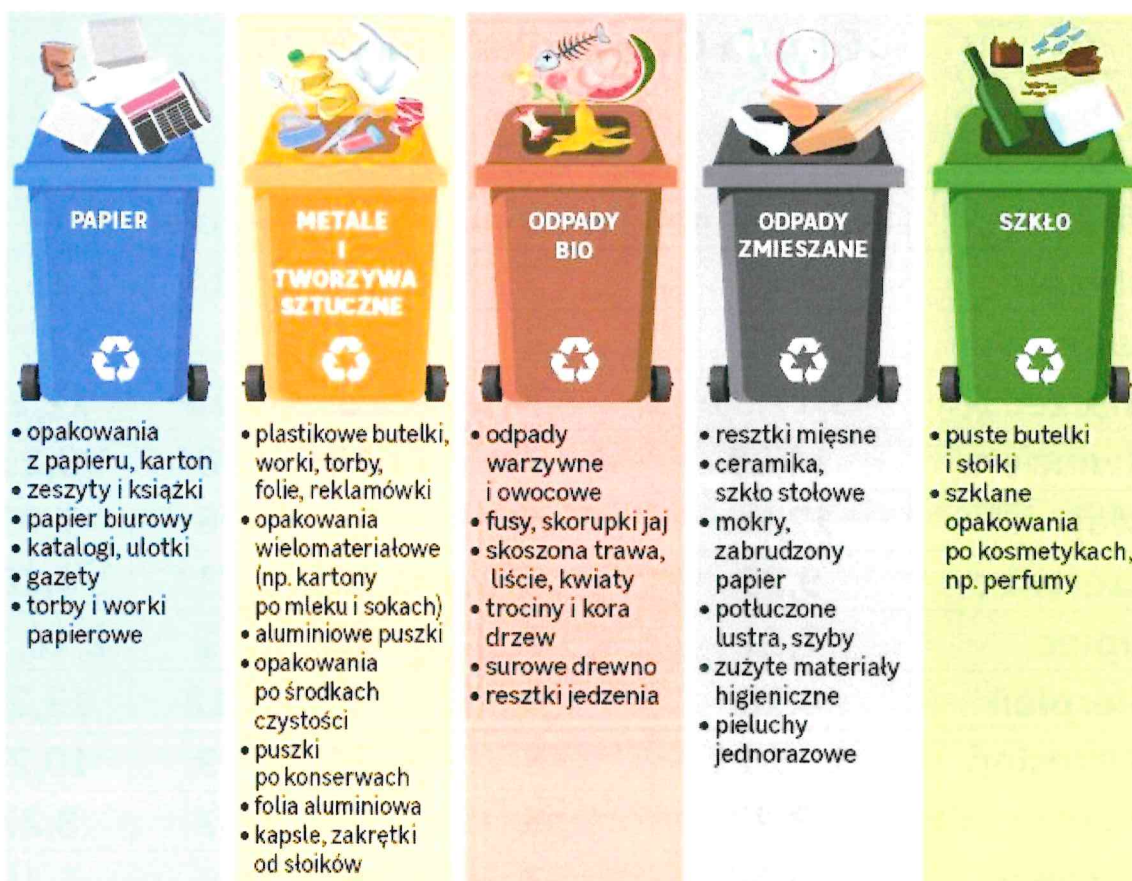 PAPIER
• opakowania
z papieru, karton
• zeszyty i książki
• papier biurowy
• katalogi, ulotki
• gazety
• torby i worki
papierowe
METALE
I
TWORZYWA
SZTUCZNE
• plastikowe butelki,
worki, torby,
folie, reklamówki
• opakowania
wielomateriałowe
(np. kartony
po mleku i sokach)
• aluminiowe puszki
• opakowania
po środkach
czystości
• puszki
po konserwach
• folia aluminiowa
• kapsle, zakrętki
od słoików
ODPADY
BIO
• odpady
warzywne
i owocowe
• fusy, skorupki jaj
• skoszona trawa,
liście, kwiaty
• trociny i kora
drzew
• surowe drewno
• resztki jedzenia
ODPADY
ZMIESZANE
• resztki mięsne
• ceramika,
szkło stołowe
• mokry,
zabrudzony
papier
• potłuczone
lustra, szyby
• zużyte materiały
higieniczne
• pieluchy
jednorazowe
SZKŁO
• puste butelki
i słoiki
• szklane
opakowania
po kosmetykach,
np. perfumy